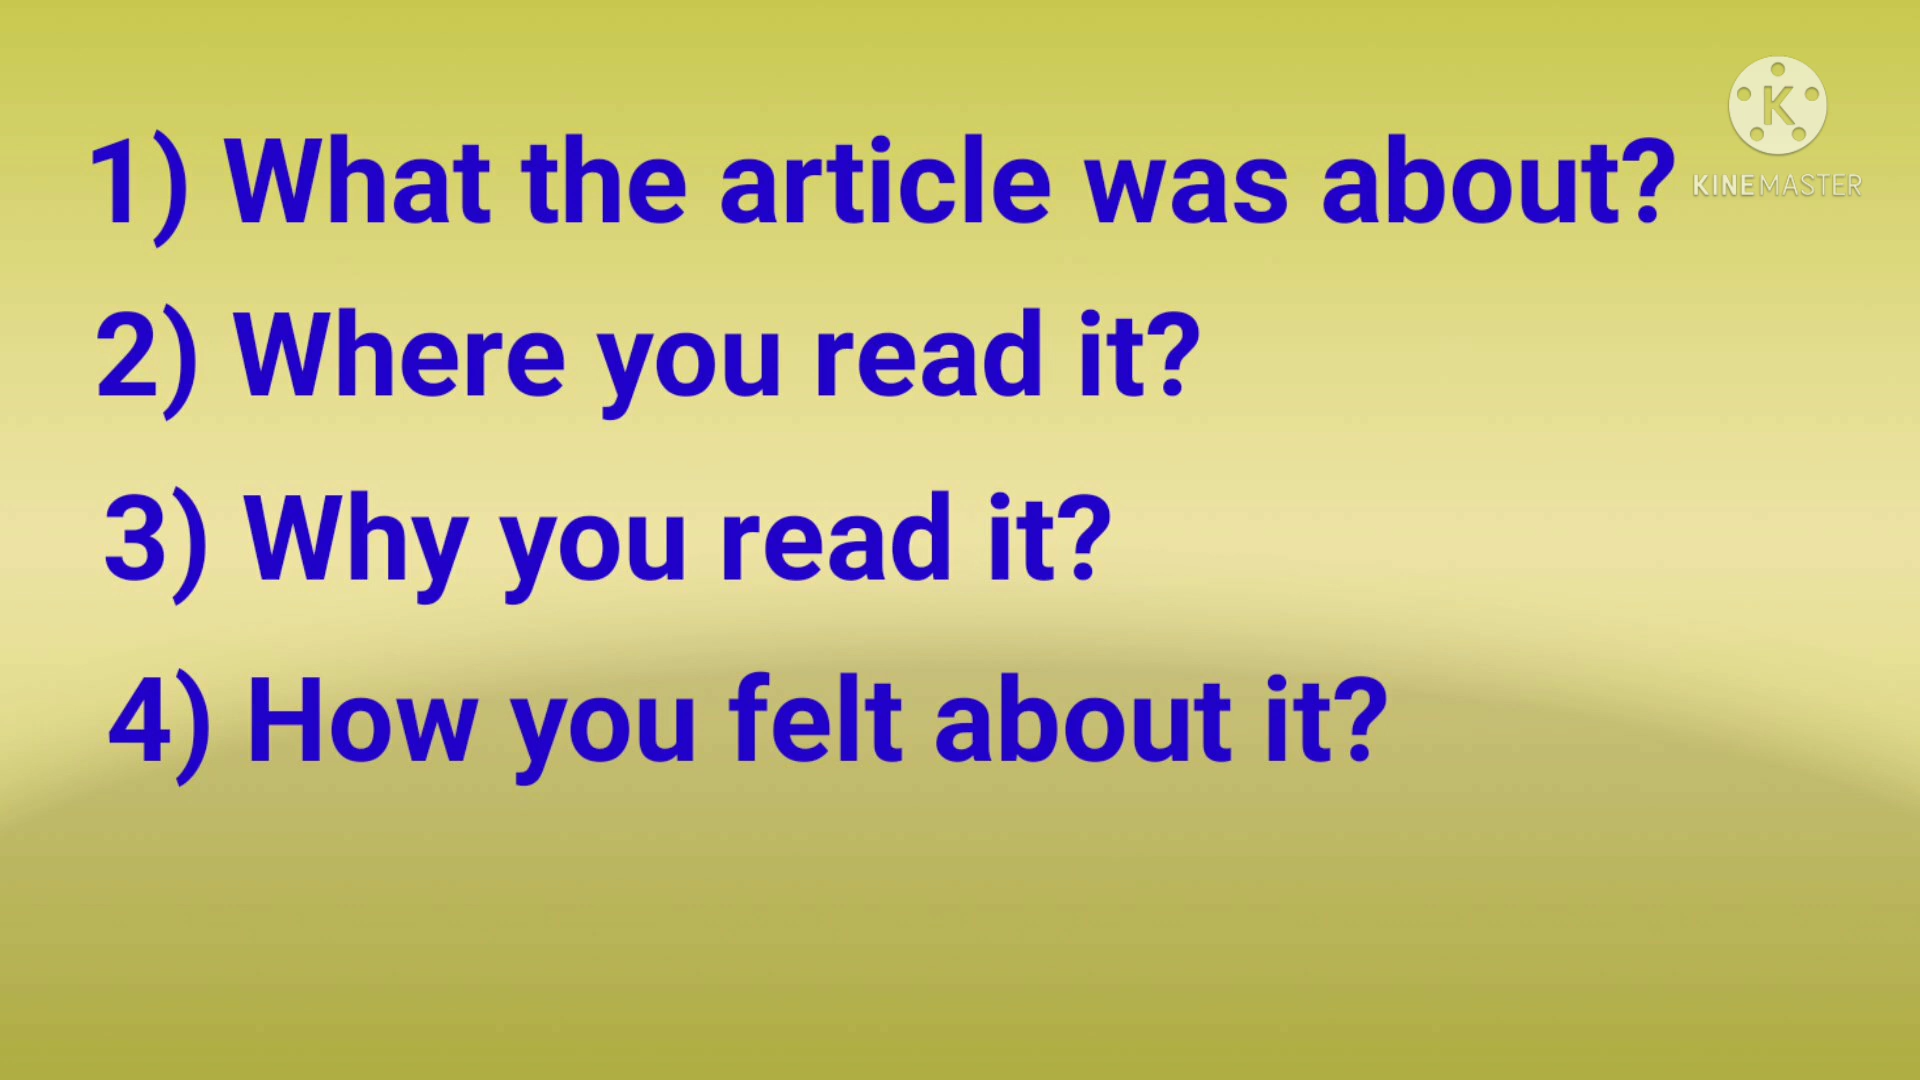 1) What the article was about?
K
KINEMASTER
2) Where you read it?
3) Why you read it?
4) How you felt about it?